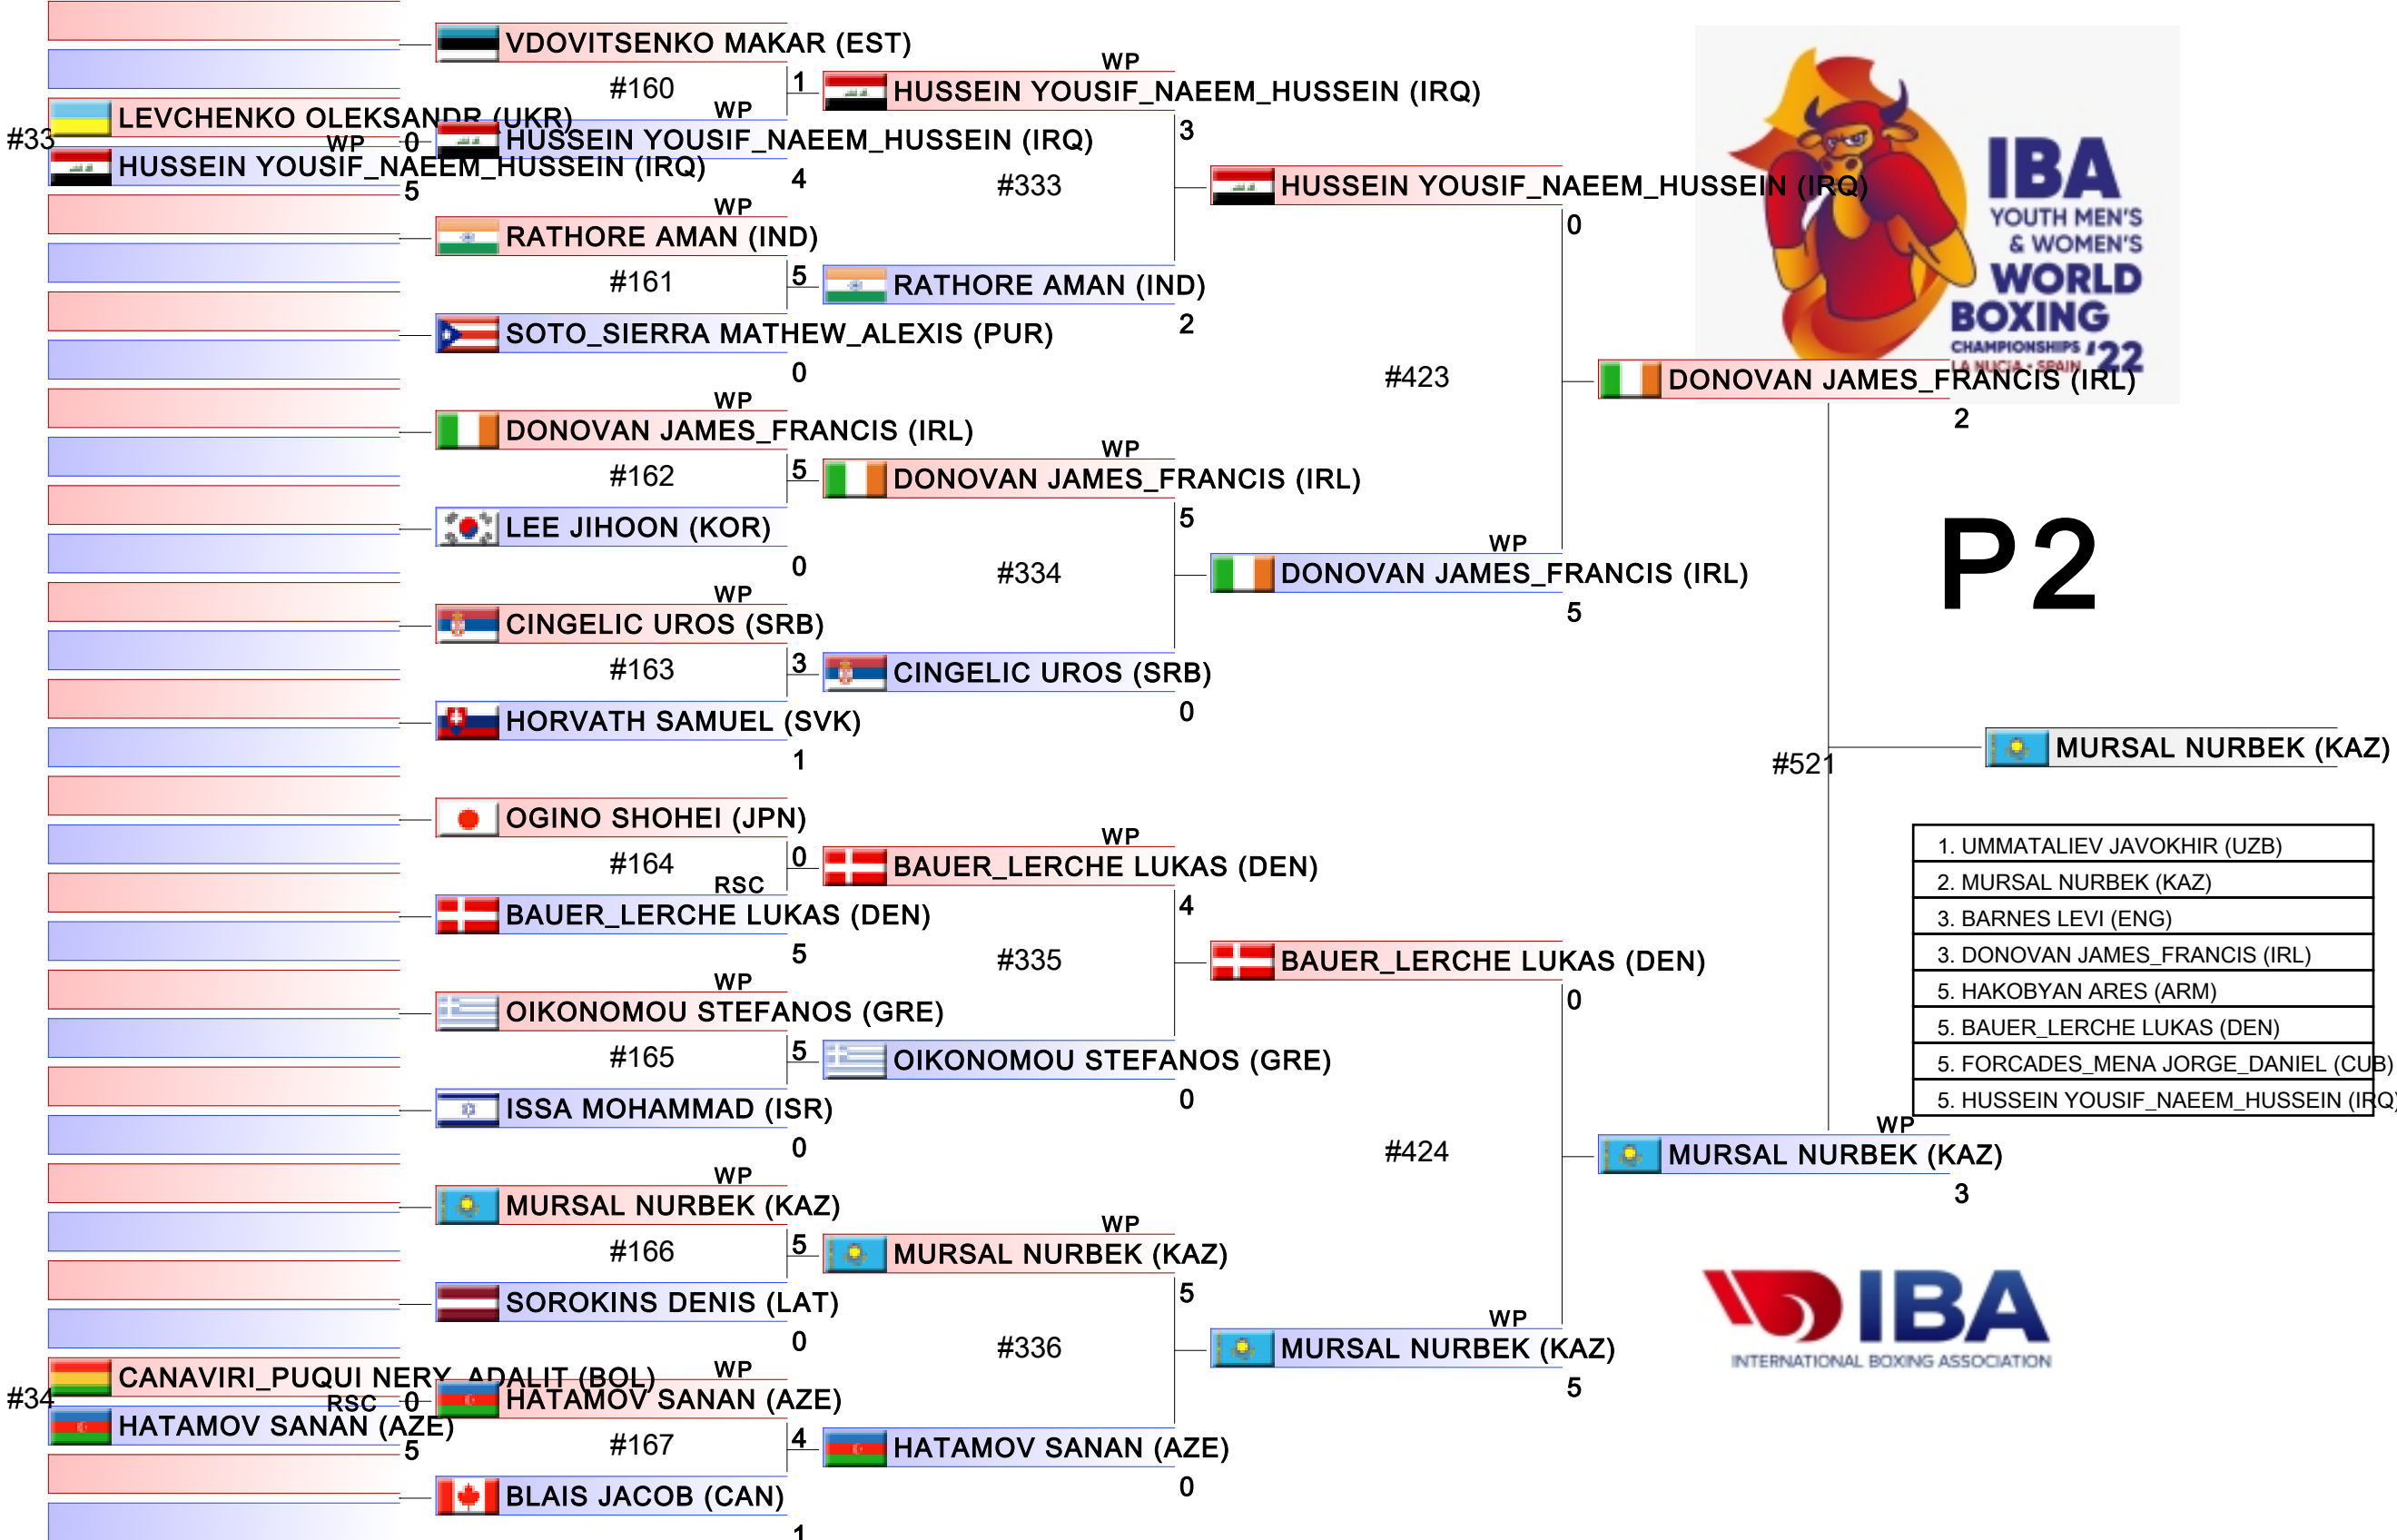 VDOVITSENKO MAKAR (EST)
#160
1
WP
LEVCHENKO OLEKSANDR (UKR)
#33
WP
0
HUSSEIN YOUSIF_NAEEM_HUSSEIN (IRQ)
5
HUSSEIN YOUSIF_NAEEM_HUSSEIN (IRQ)
4
WP
RATHORE AMAN (IND)
#161
5
SOTO_SIERRA MATHEW_ALEXIS (PUR)
0
WP
DONOVAN JAMES_FRANCIS (IRL)
#162
5
LEE JIHOON (KOR)
0
WP
CINGELIC UROS (SRB)
#163
3
HORVATH SAMUEL (SVK)
1
OGINO SHOHEI (JPN)
#164
0
RSC
BAUER_LERCHE LUKAS (DEN)
5
WP
OIKONOMOU STEFANOS (GRE)
#165
5
ISSA MOHAMMAD (ISR)
0
WP
MURSAL NURBEK (KAZ)
#166
5
SOROKINS DENIS (LAT)
0
CANAVIRI_PUQUI NERY_ADALIT (BOL)
#34
RSC
0
HATAMOV SANAN (AZE)
5
WP
HATAMOV SANAN (AZE)
#167
4
BLAIS JACOB (CAN)
1
WP
HUSSEIN YOUSIF_NAEEM_HUSSEIN (IRQ)
3
#333
RATHORE AMAN (IND)
2
WP
DONOVAN JAMES_FRANCIS (IRL)
5
#334
CINGELIC UROS (SRB)
0
WP
BAUER_LERCHE LUKAS (DEN)
4
#335
OIKONOMOU STEFANOS (GRE)
0
WP
MURSAL NURBEK (KAZ)
5
#336
HATAMOV SANAN (AZE)
0
HUSSEIN YOUSIF_NAEEM_HUSSEIN (IRQ)
0
#423
WP
DONOVAN JAMES_FRANCIS (IRL)
5
BAUER_LERCHE LUKAS (DEN)
0
#424
WP
MURSAL NURBEK (KAZ)
5
IBA
YOUTH MEN'S
& WOMEN'S
WORLD
BOXING
CHAMPIONSHIPS '22
LA NUCIA - SPAIN
DONOVAN JAMES_FRANCIS (IRL)
2
P2
#521
MURSAL NURBEK (KAZ)
1. UMMATALIEV JAVOKHIR (UZB)
2. MURSAL NURBEK (KAZ)
3. BARNES LEVI (ENG)
3. DONOVAN JAMES_FRANCIS (IRL)
5. HAKOBYAN ARES (ARM)
5. BAUER_LERCHE LUKAS (DEN)
5. FORCADES_MENA JORGE_DANIEL (CUB)
5. HUSSEIN YOUSIF_NAEEM_HUSSEIN (IRQ)
WP
MURSAL NURBEK (KAZ)
3
IBA
INTERNATIONAL BOXING ASSOCIATION